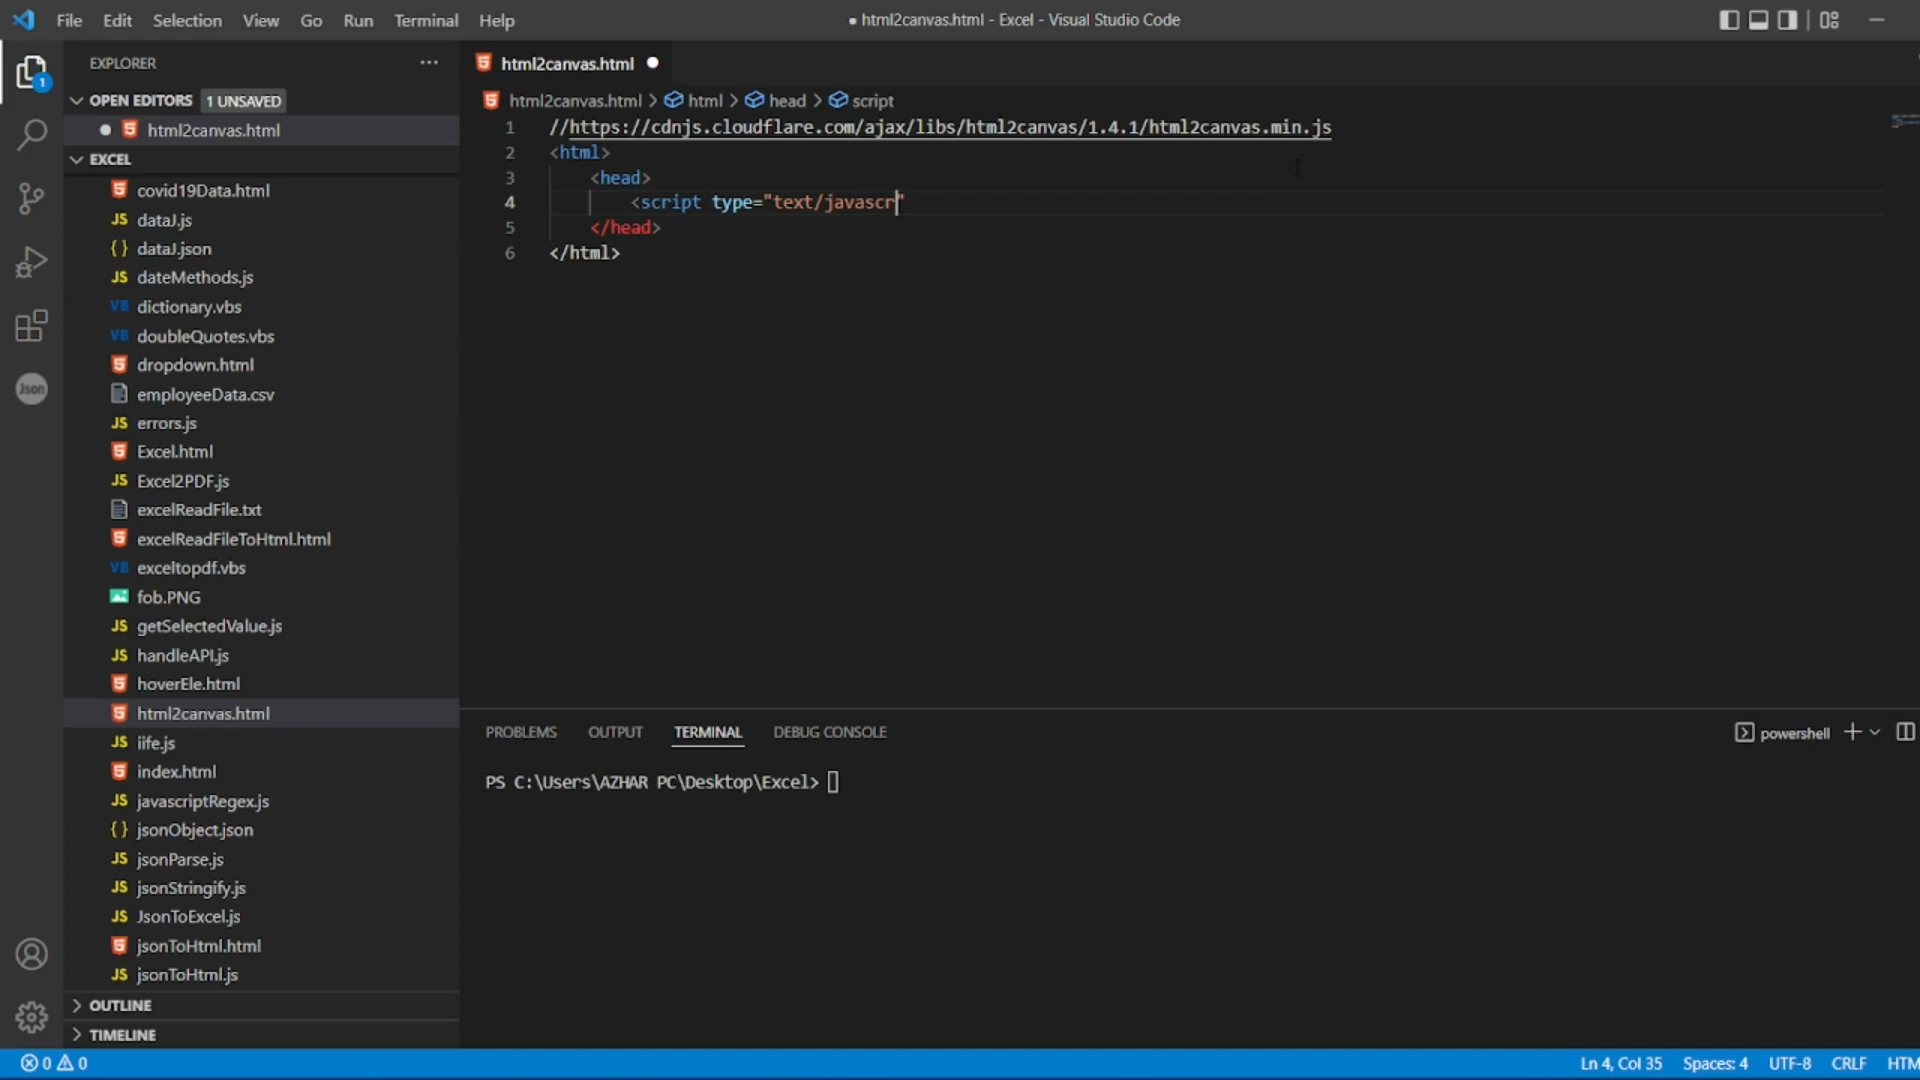 File Edit Selection View Go Run Terminal Help
● html2canvas.html - Excel - Visual Studio Code
EXPLORER
OPEN EDITORS 1 UNSAVED
html2canvas.html
EXCEL
covid19Data.html
dataJ.js
dataJ.json
dateMethods.js
dictionary.vbs
doubleQuotes.vbs
dropdown.html
employeeData.csv
errors.js
Excel.html
Excel2PDF.js
excelReadFile.txt
excelReadFileToHtml.html
exceltopdf.vbs
fob.PNG
getSelectedValue.js
handleAPI.js
hoverEle.html
html2canvas.html
iife.js
index.html
javascriptRegex.js
jsonObject.json
jsonParse.js
jsonStringify.js
JsonToExcel.js
jsonToHtml.html
jsonToHtml.js
OUTLINE
TIMELINE
html2canvas.html
html2canvas.html > html > head > script
1 //https://cdnjs.cloudflare.com/ajax/libs/html2canvas/1.4.1/html2canvas.min.js
2 <html>
3 <head>
4 <script type="text/javascr"
5 </head>
6 </html>
PROBLEMS OUTPUT TERMINAL DEBUG CONSOLE
powershell
PS C:\Users\AZHAR PC\Desktop\Excel>
0 0
Ln 4, Col 35 Spaces: 4 UTF-8 CRLF HTM